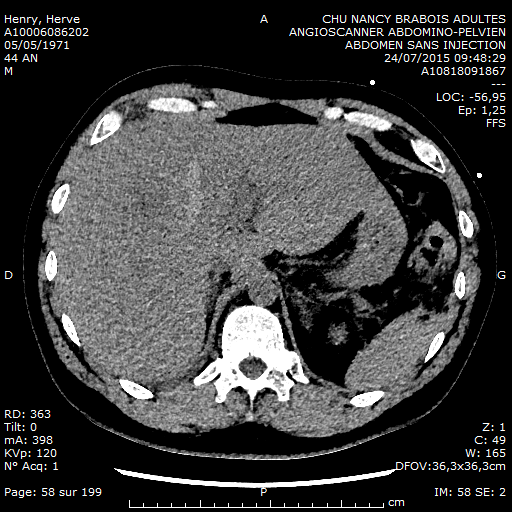 Henry, Herve
A10006086202
05/05/1971
44 AN
M
A
CHU NANCY BRABOIS ADULTES
ANGIOSCANNER ABDOMINO-PELVIEN
ABDOMEN SANS INJECTION
24/07/2015 09:48:29
A10818091867
---
LOC: -56,95
Ep: 1,25
FFS
D
G
RD: 363
Tilt: 0
mA: 398
KVp: 120
N° Acq: 1
Page: 58 sur 199
P
cm
Z: 1
C: 49
W: 165
DFOV:36,3x36,3cm
IM: 58 SE: 2